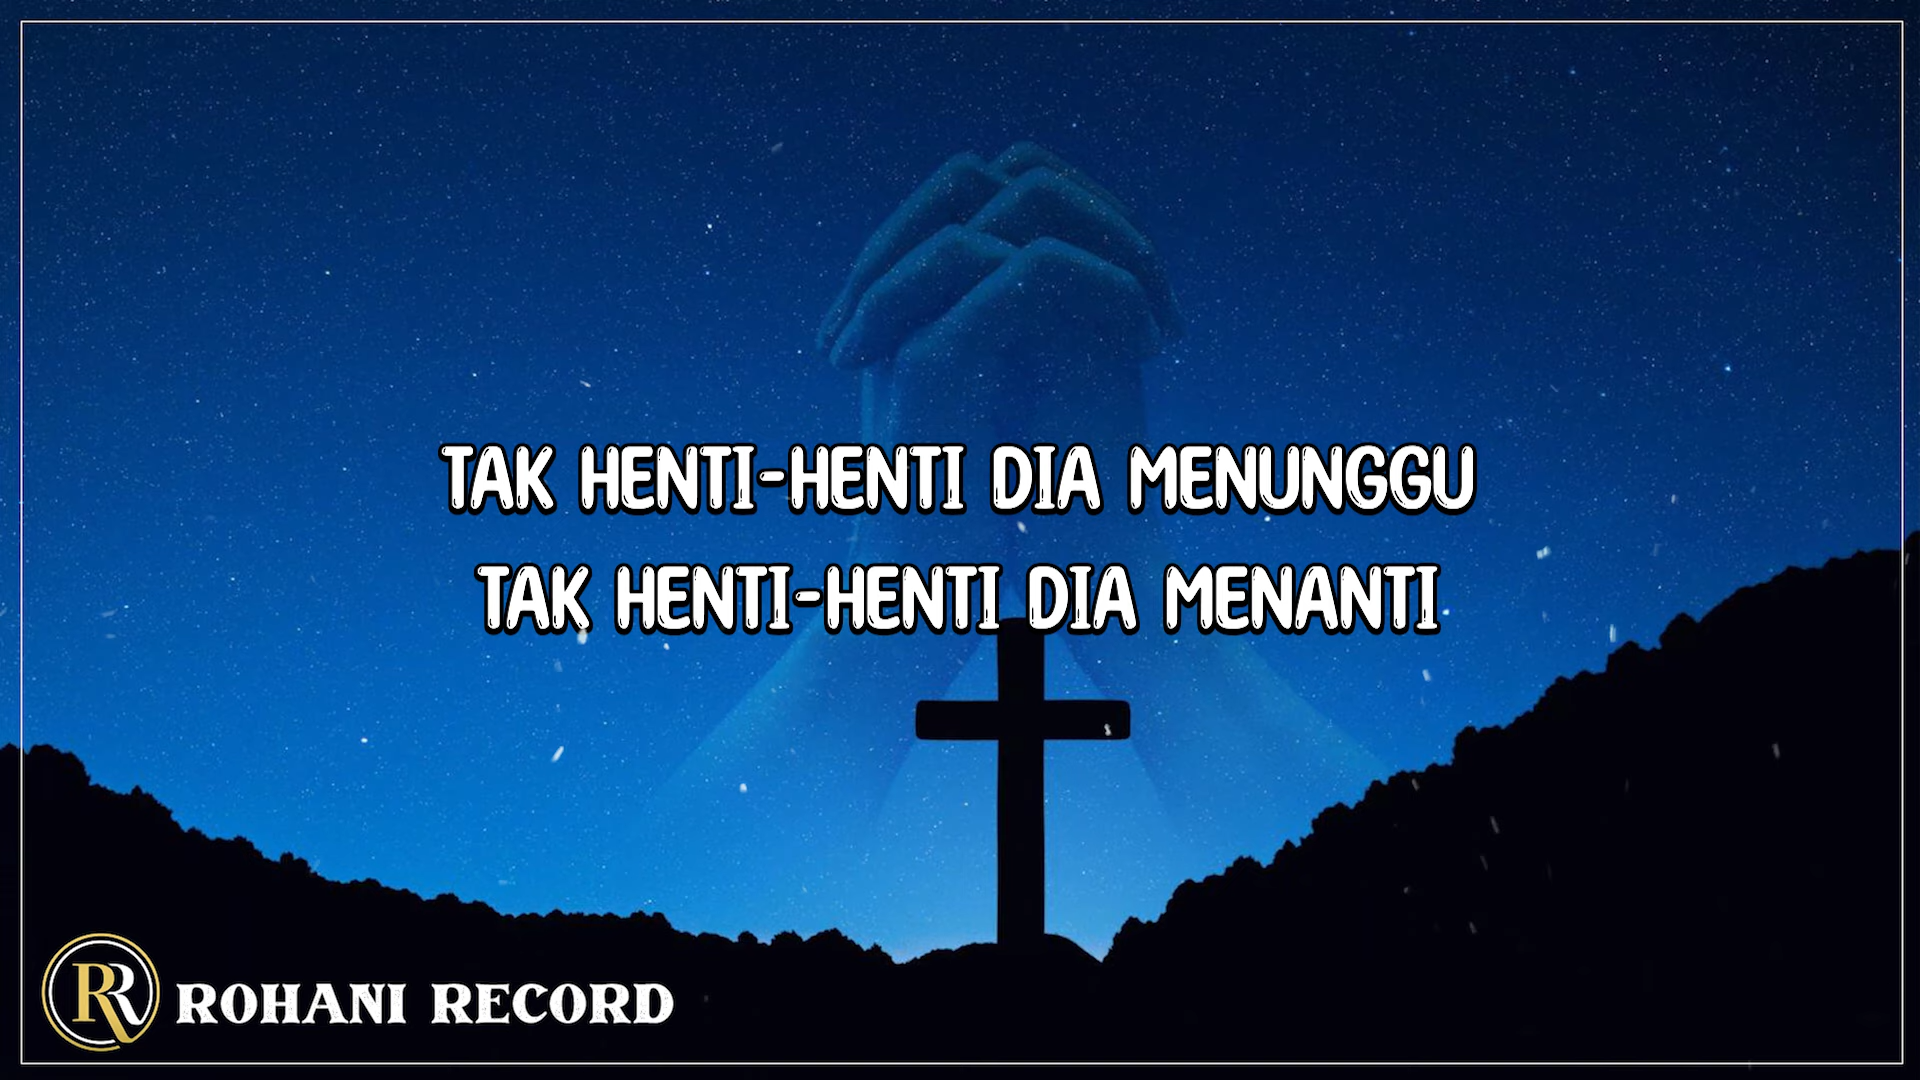 TAK HENTI-HENTI DIA MENUNGGU
TAK HENTI-HENTI DIA MENANTI
RR ROHANI RECORD